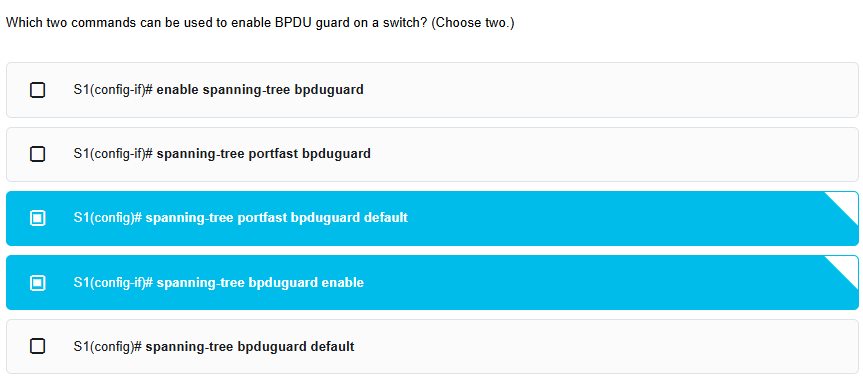 Which two commands can be used to enable BPDU guard on a switch? (Choose two.)
S1(config-if)# enable spanning-tree bpduguard
S1(config-if)# spanning-tree portfast bpduguard
S1(config)# spanning-tree portfast bpduguard default
S1(config-if)# spanning-tree bpduguard enable
S1(config)# spanning-tree bpduguard default